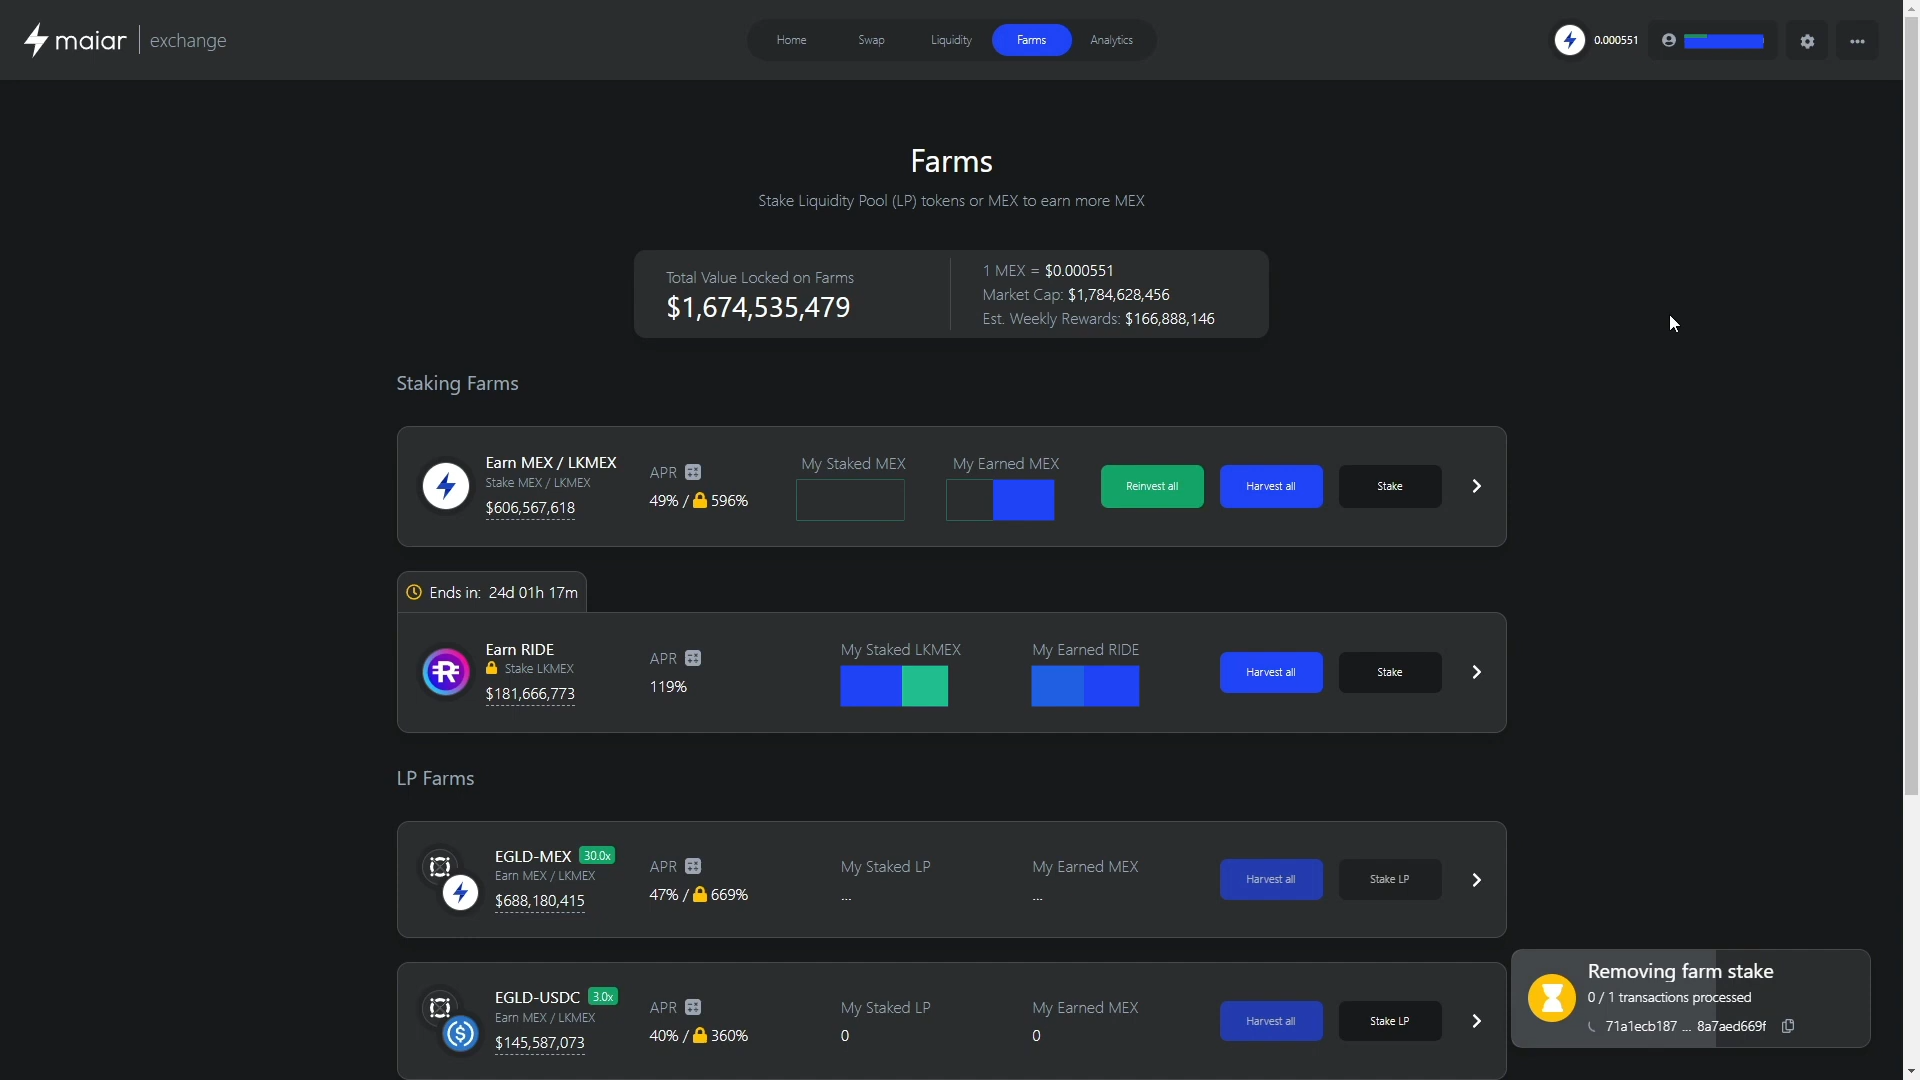 maiar exchange
Home Swap Liquidity Farms Analytics
0.000551
Farms
Stake Liquidity Pool (LP) tokens or MEX to earn more MEX
Total Value Locked on Farms
$1,674,535,479
1 MEX = $0.000551
Market Cap: $1,784,628,456
Est. Weekly Rewards: $166,888,146
Staking Farms
Earn MEX / LKMEX
Stake MEX / LKMEX
$606,567,618
APR
49% / 596%
My Staked MEX
My Earned MEX
Reinvest all
Harvest all
Stake
Ends in: 24d 01h 17m
Earn RIDE
Stake LKMEX
$181,666,773
APR
119%
My Staked LKMEX
My Earned RIDE
Harvest all
Stake
LP Farms
EGLD-MEX 30.0x
Earn MEX / LKMEX
$688,180,415
APR
47% / 669%
My Staked LP
...
My Earned MEX
...
Harvest all
Stake LP
EGLD-USDC 3.0x
Earn MEX / LKMEX
$145,587,073
APR
40% / 360%
My Staked LP
0
My Earned MEX
0
Harvest all
Stake LP
Removing farm stake
0 / 1 transactions processed
71a1ecb187 ... 8a7aed669f